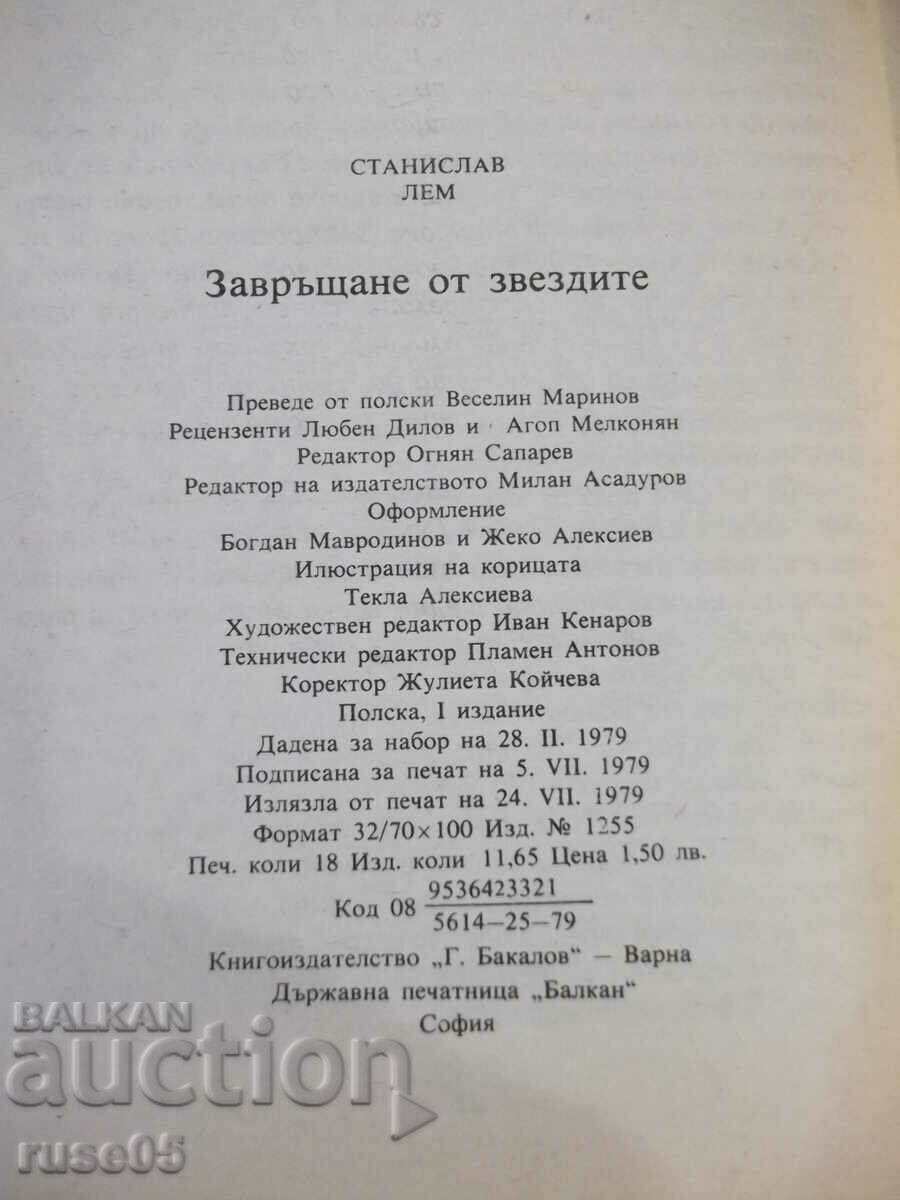 СТАНИСЛАВ
ЛЕМ
Завръщане от звездите
Преведе от полски Веселин Маринов
Рецензенти Любен Дилов и Агоп Мелконян
Редактор Огнян Сапарев
Редактор на издателството Милан Асадуров
Оформление
Богдан Мавродинов и Жеко Алексиев
Илюстрация на корицата
Текла Алексиева
Художествен редактор Иван Кенаров
Технически редактор Пламен Антонов
Коректор Жулиета Койчева
Полска, I издание
Дадена за набор на 28. II. 1979
Подписана за печат на 5. VII. 1979
Излязла от печат на 24. VII. 1979
Формат 32/70×100 Изд. № 1255
Печ. коли 18 Изд. коли 11,65 Цена 1,50 лв.
Код 08 9536423321
5614—25—79
Книгоиздателство „Г. Бакалов“ — Варна
Държавна печатница „Балкан“
София
BALKAN
auction
ruse05